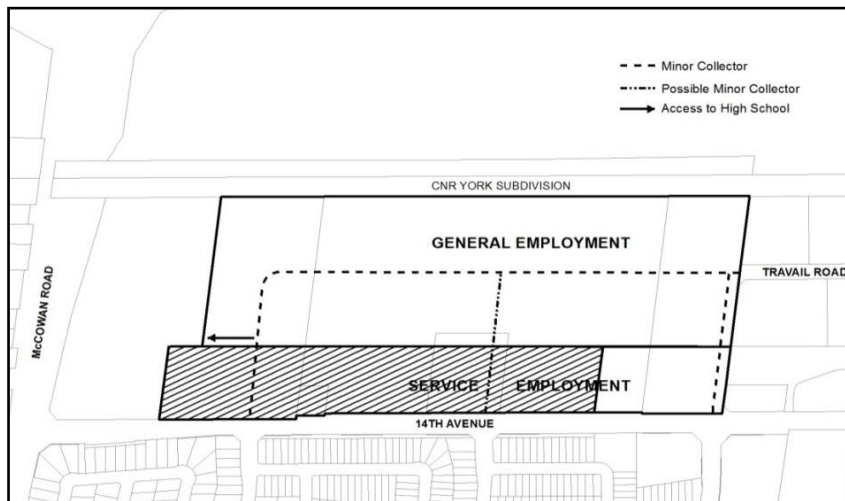 Minor Collector
Possible Minor Collector
Access to High School
CNR YORK SUBDIVISION
GENERAL EMPLOYMENT
TRAVAIL ROAD
McCOWAN ROAD
SERVICE EMPLOYMENT
14TH AVENUE